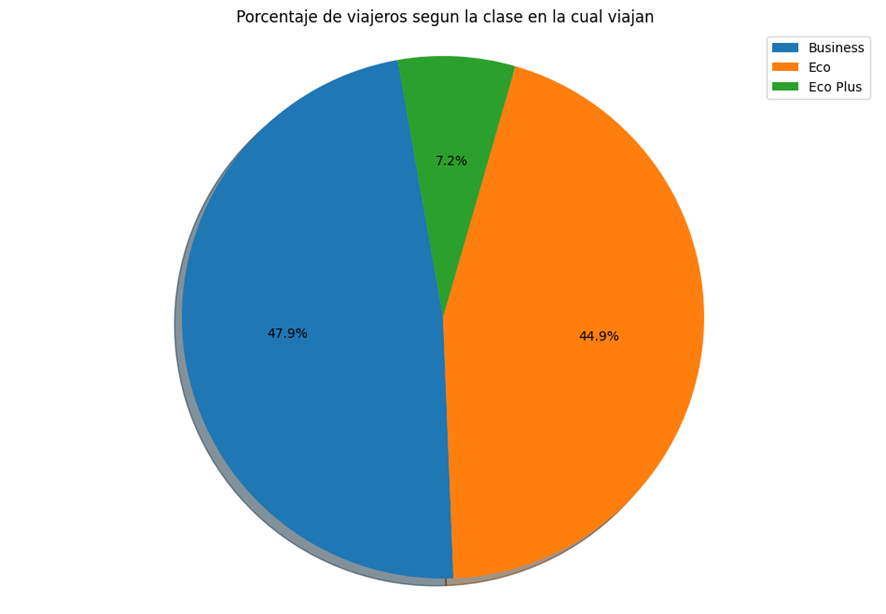 Porcentaje de viajeros segun la clase en la cual viajan
Business
Eco
Eco Plus
7.2%
47.9%
44.9%